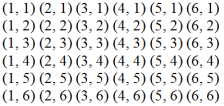 (1, 1) (2, 1) (3, 1) (4, 1) (5, 1) (6, 1)
(1, 2) (2, 2) (3, 2) (4, 2) (5, 2) (6, 2)
(1, 3) (2, 3) (3, 3) (4, 3) (5, 3) (6, 3)
(1, 4) (2, 4) (3, 4) (4, 4) (5, 4) (6, 4)
(1, 5) (2, 5) (3, 5) (4, 5) (5, 5) (6, 5)
(1, 6) (2, 6) (3, 6) (4, 6) (5, 6) (6, 6)